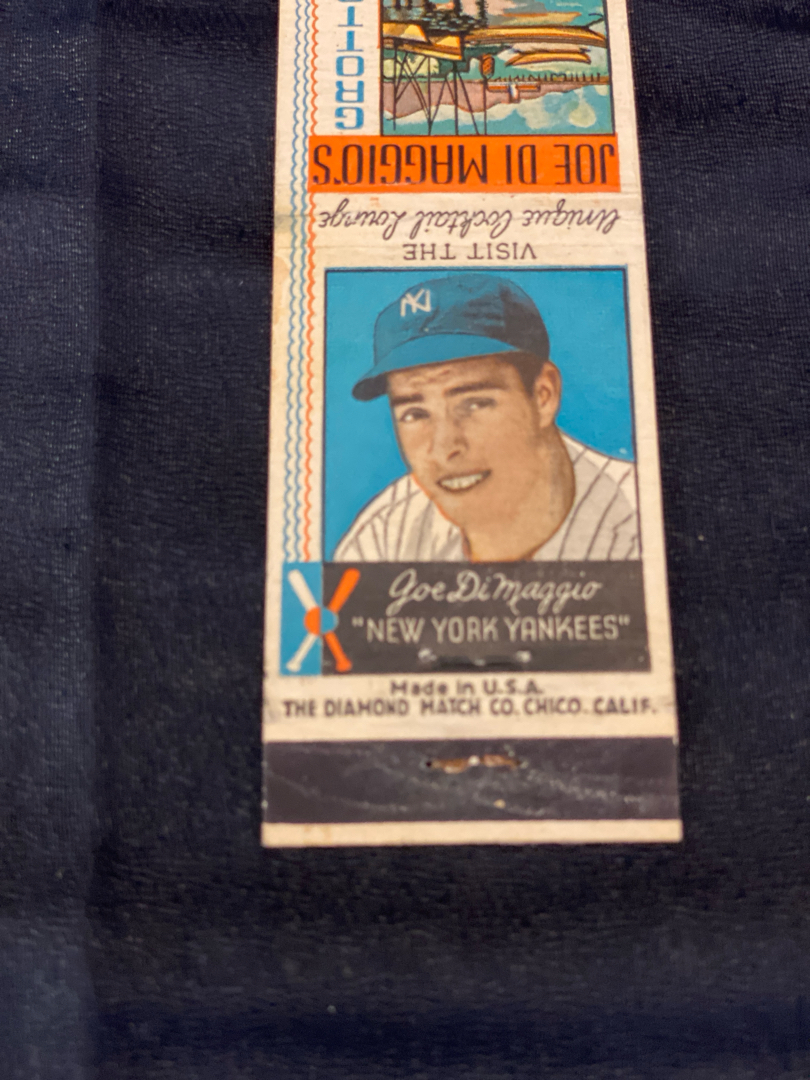 GROTTO
JOE DI MAGGIO'S
Unique Cocktail Lounge
VISIT THE
NY
Joe DiMaggio
"NEW YORK YANKEES"
Made in U.S.A.
THE DIAMOND MATCH CO. CHICO. CALIF.